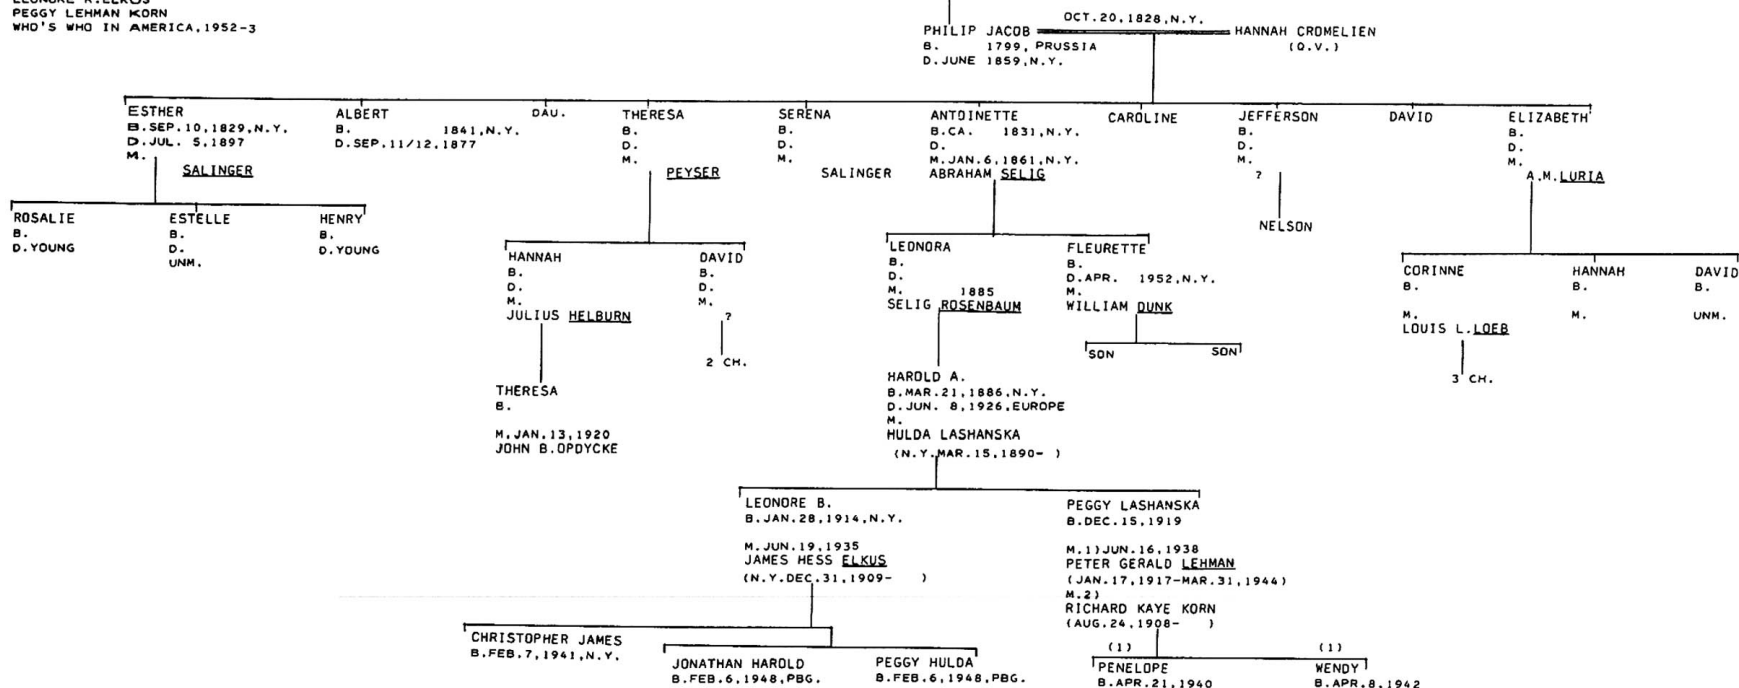 LEONORE R.ELKUS
PEGGY LEHMAN KORN
WHO'S WHO IN AMERICA,1952-3
OCT.20,1828,N.Y.
PHILIP JACOB
B. 1799, PRUSSIA
D.JUNE 1859,N.Y.
HANNAH CROMELIEN
(Q.V.)
ESTHER
B.SEP.10,1829,N.Y.
D.JUL. 5,1897
M.
SALINGER
ALBERT
B. 1841,N.Y.
D.SEP.11/12,1877
DAU.
THERESA
B.
D.
M.
PEYSER
SERENA
B.
D.
M.
SALINGER
ANTOINETTE
B.CA. 1831,N.Y.
D.
M.JAN.6,1861,N.Y.
ABRAHAM SELIG
CAROLINE
JEFFERSON
B.
D.
M.
?
NELSON
DAVID
ELIZABETH
B.
D.
M.
A.M.LURIA
ROSALIE
B.
D.YOUNG
ESTELLE
B.
D.
UNM.
HENRY
B.
D.YOUNG
HANNAH
B.
D.
M.
JULIUS HELBURN
DAVID
B.
D.
M.
?
2 CH.
LEONORA
B.
D.
M. 1885
SELIG ROSENBAUM
FLEURETTE
B.
D.APR. 1952,N.Y.
M.
WILLIAM DUNK
SON
SON
CORINNE
B.
M.
LOUIS L.LOEB
3 CH.
HANNAH
B.
M.
DAVID
B.
UNM.
THERESA
B.
M.JAN.13,1920
JOHN B.OPDYCKE
HAROLD A.
B.MAR.21,1886,N.Y.
D.JUN. 8,1926,EUROPE
M.
HULDA LASHANSKA
(N.Y.MAR.15,1890- )
LEONORE B.
B.JAN.28,1914,N.Y.
M.JUN.19,1935
JAMES HESS ELKUS
(N.Y.DEC.31,1909- )
PEGGY LASHANSKA
B.DEC.15,1919
M.1)JUN.16,1938
PETER GERALD LEHMAN
(JAN.17,1917-MAR.31,1944)
M.2)
RICHARD KAYE KORN
(AUG.24,1908- )
CHRISTOPHER JAMES
B.FEB.7,1941,N.Y.
JONATHAN HAROLD
B.FEB.6,1948,PBG.
PEGGY HULDA
B.FEB.6,1948,PBG.
(1)
PENELOPE
B.APR.21,1940
(1)
WENDY
B.APR.8,1942